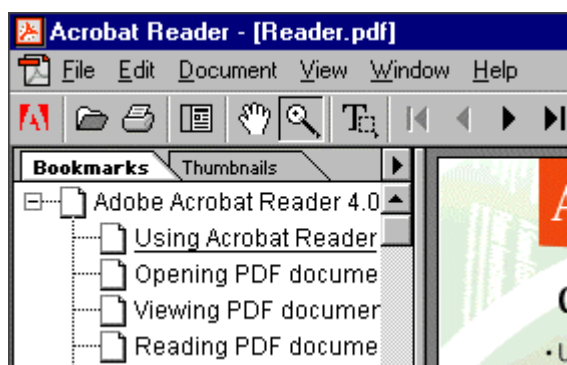 Acrobat Reader - [Reader.pdf]
File Edit Document View Window Help
Bookmarks Thumbnails
Adobe Acrobat Reader 4.0
Using Acrobat Reader
Opening PDF docume
Viewing PDF documen
Reading PDF docume
A